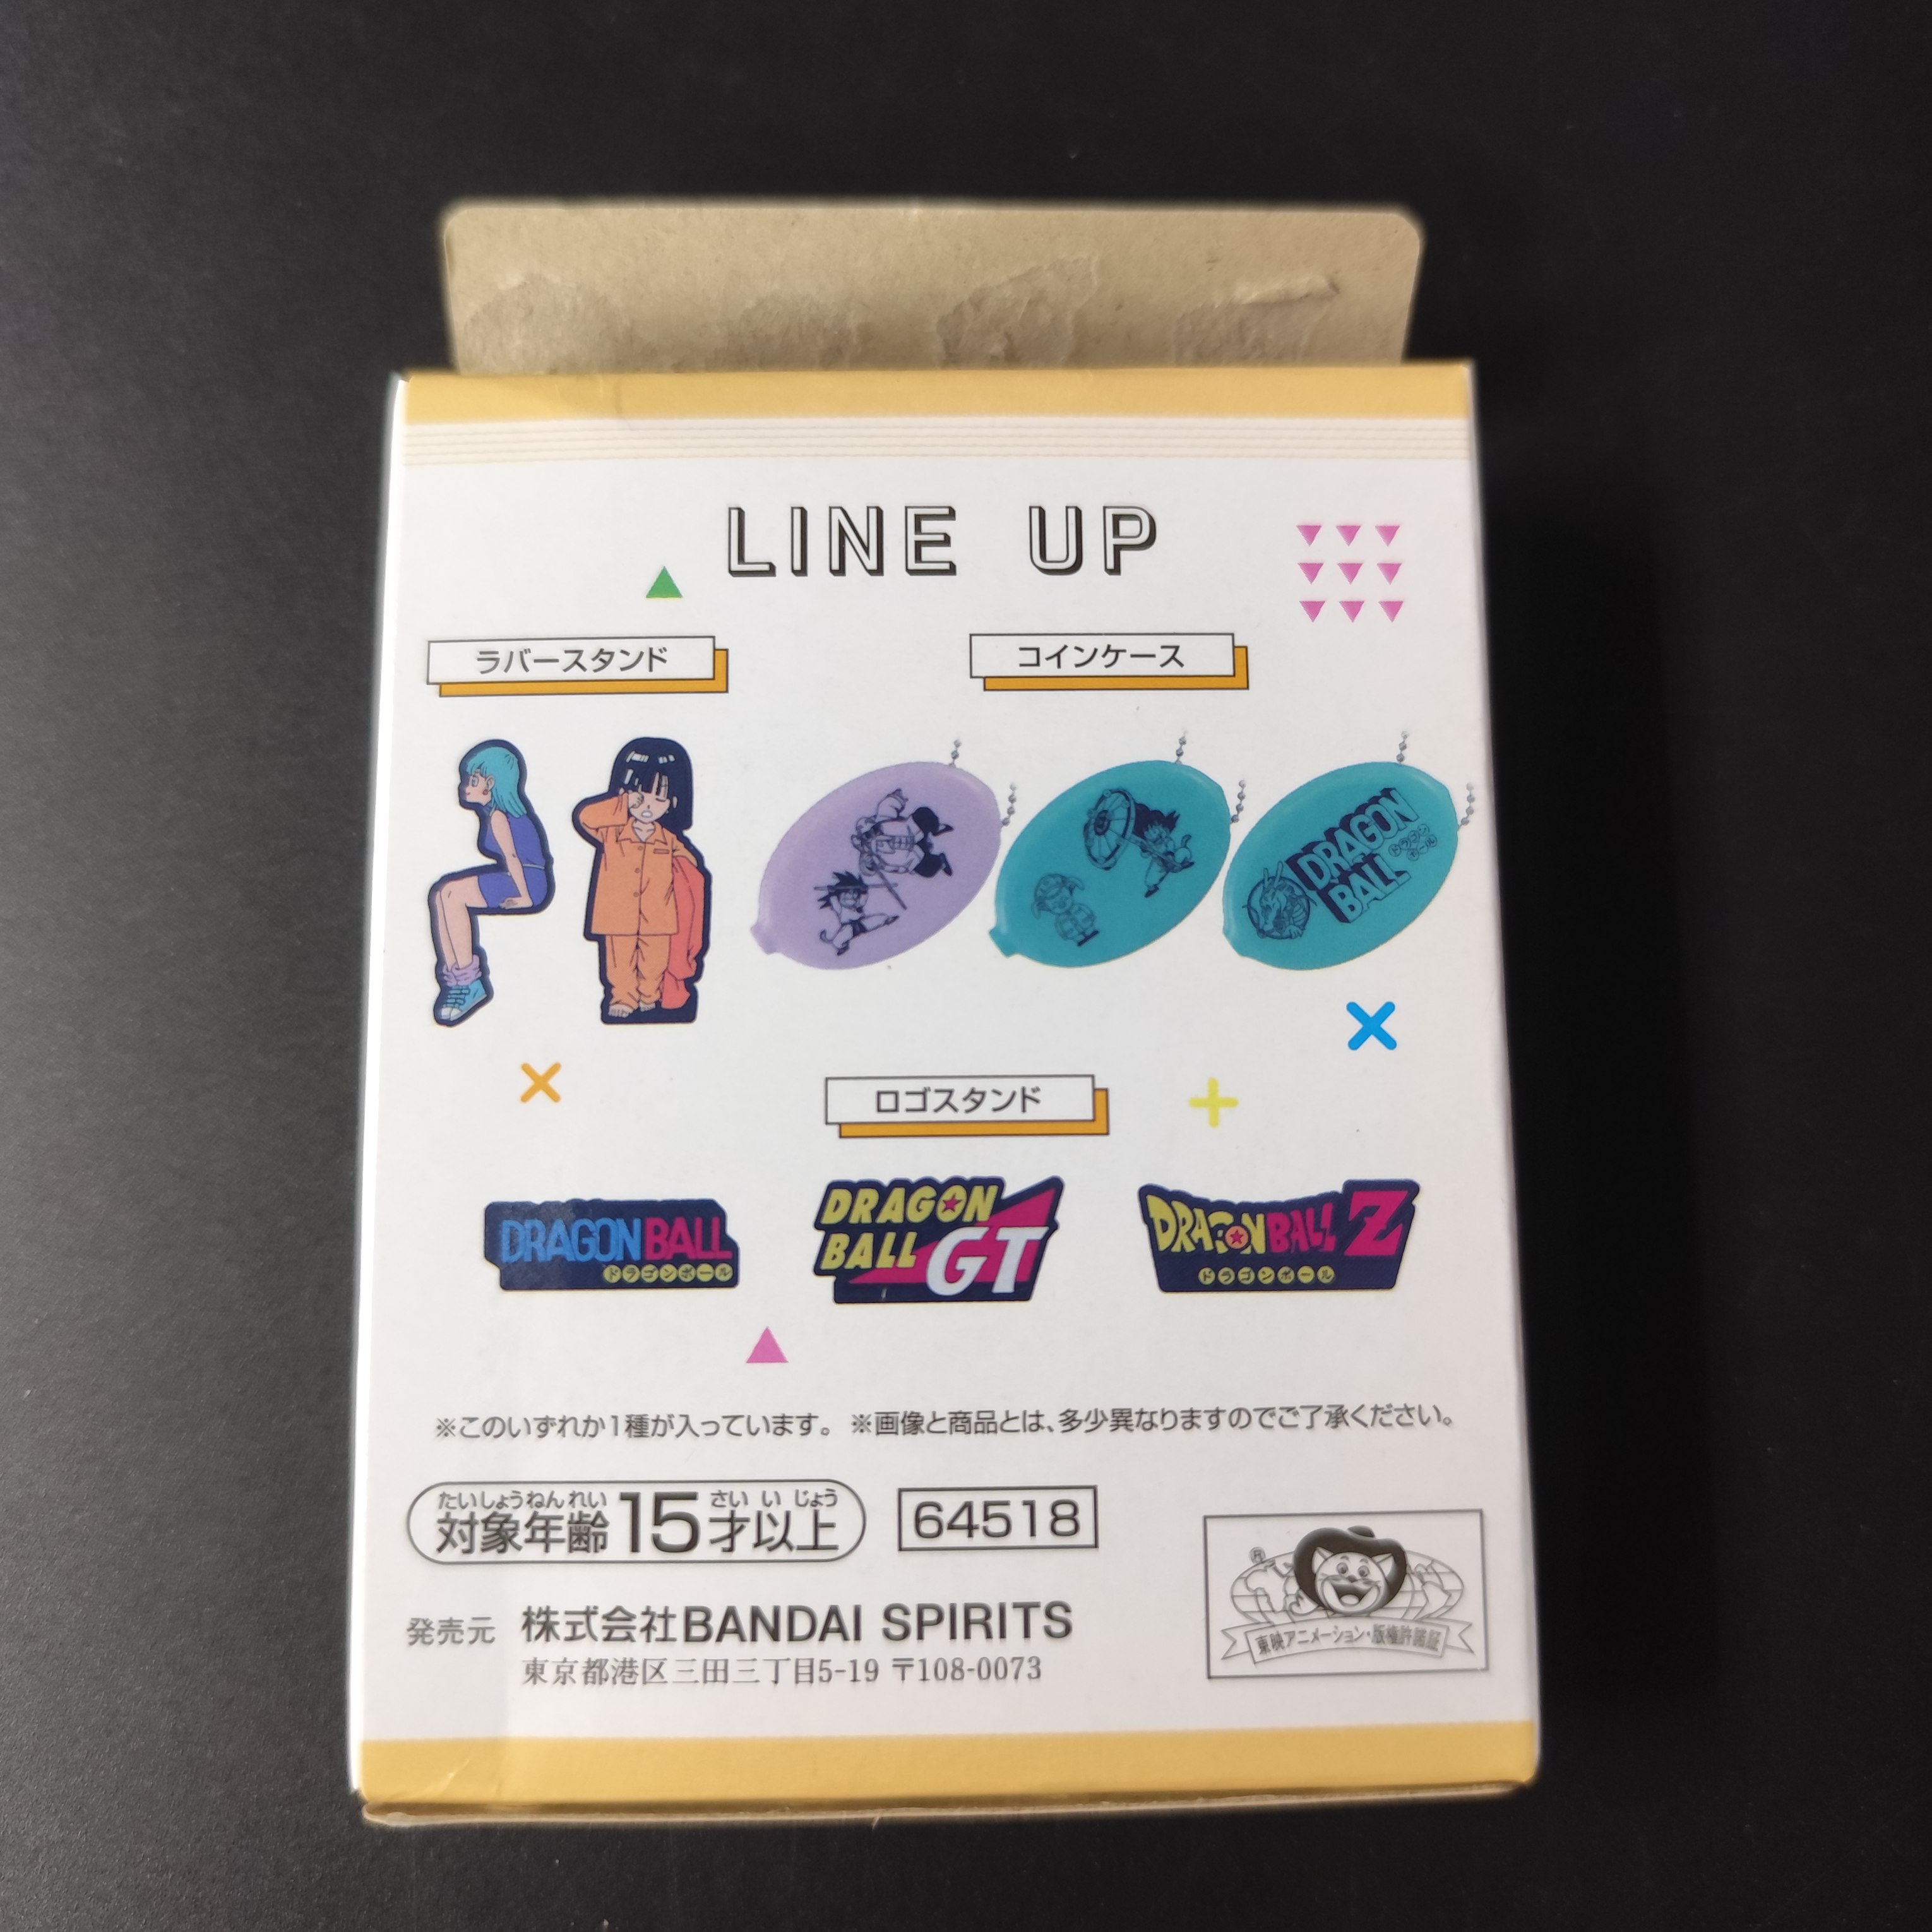 LINE UP
ラバースタンド
コインケース
DRAGON
BALL
ドラゴン
ボール
ロゴスタンド
DRAGONBALL
ドラゴンボール
DRAGON
BALL GT
DRAGONBALL Z
ドラゴンボール
※このいずれか1種が入っています。 ※画像と商品とは、多少異なりますのでご了承ください。
たいしょうねんれい さいいじょう
対象年齢15才以上
64518
発売元 株式会社BANDAI SPIRITS
東京都港区三田三丁目5-19 〒108-0073
®
東映アニメーション・版権許諾証